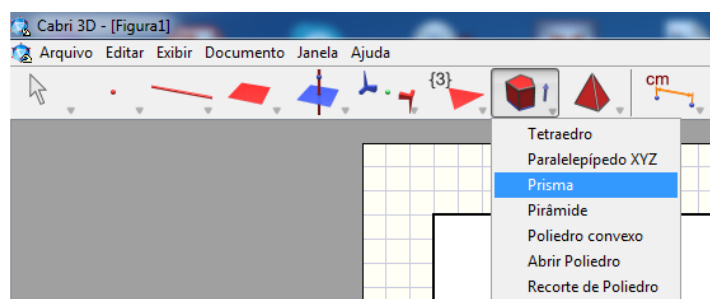 Cabri 3D - [Figura1]
Arquivo Editar Exibir Documento Janela Ajuda
{3}
cm
Tetraedro
Paralelepípedo XYZ
Prisma
Pirâmide
Poliedro convexo
Abrir Poliedro
Recorte de Poliedro